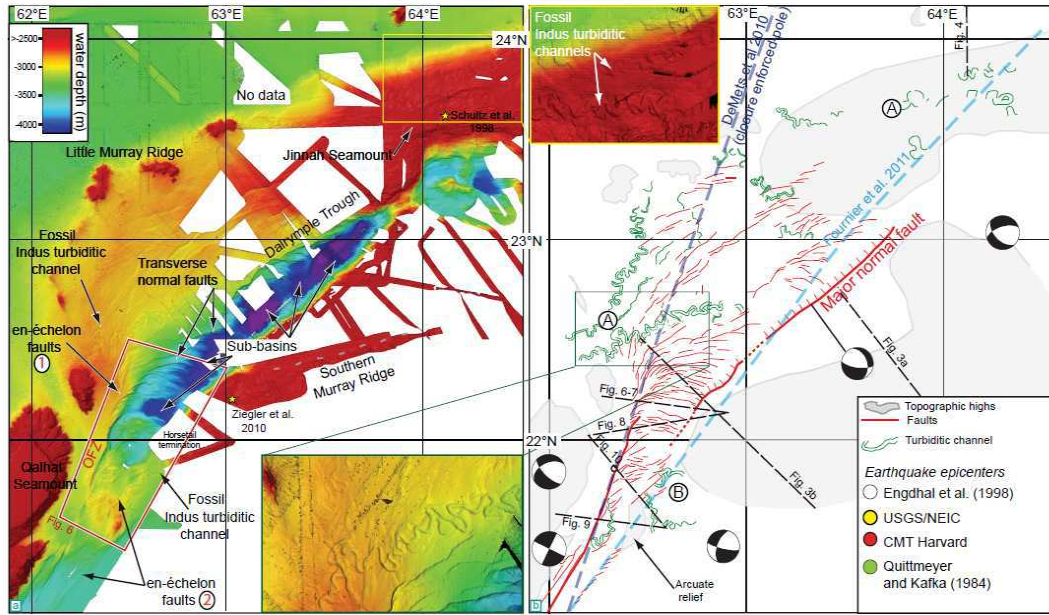 62°E
63°E
64°E
>-2500
-3000
-3500
-4000
water depth (m)
No data
Schultz et al.
1998
Little Murray Ridge
Jinnah Seamount
Dalrymple Trough
Fossil
Indus turbiditic
channel
Transverse
normal faults
en-échelon
faults
1
Sub-basins
Southern
Murray Ridge
Ziegler et al.
2010
Horsetail
termination
OFZ
Qalhat
Seamount
Fig. 6
Fossil
Indus turbiditic
channel
en-échelon
faults 2
a
24°N
23°N
22°N
Fossil
Indus turbiditic
channels
63°E
64°E
DeMets et al 2010
(closure enforced-pole)
Fig. 4
A
Fournier et al. 2011
Major normal fault
A
Fig. 3a
Fig. 6-7
Fig. 8
Fig. 10
Fig. 3b
B
Fig. 9
Arcuate
relief
b
Topographic highs
Faults
Turbiditic channel
Earthquake epicenters
Engdhal et al. (1998)
USGS/NEIC
CMT Harvard
Quittmeyer
and Kafka (1984)